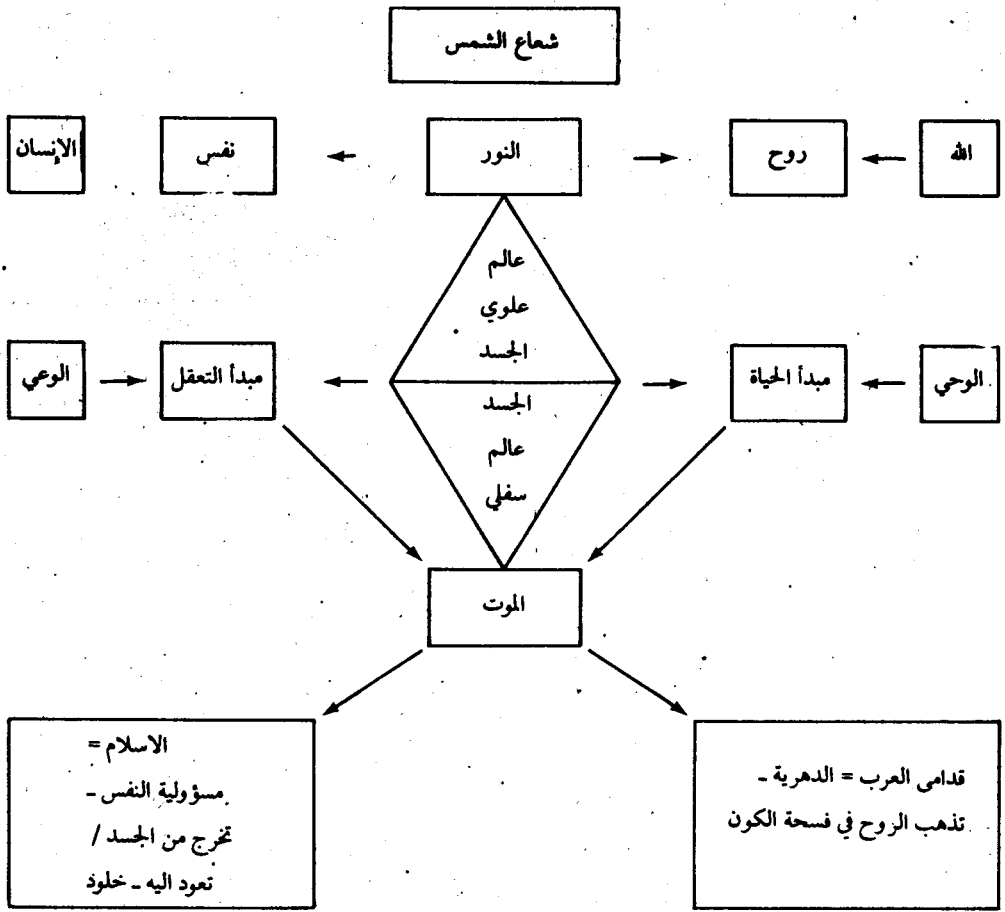 شعاع الشمس
الله
روح
النور
نفس
الإنسان
عالم
علوي
الجسد
الوحي
مبدأ الحياة
مبدأ التعقل
الوعي
الجسد
عالم
سفلي
الموت
قدامى العرب = الدهرية ـ
تذهب الروح في فسحة الكون
الاسلام =
مسؤولية النفس ـ
تخرج من الجسد /
تعود اليه ـ خلود